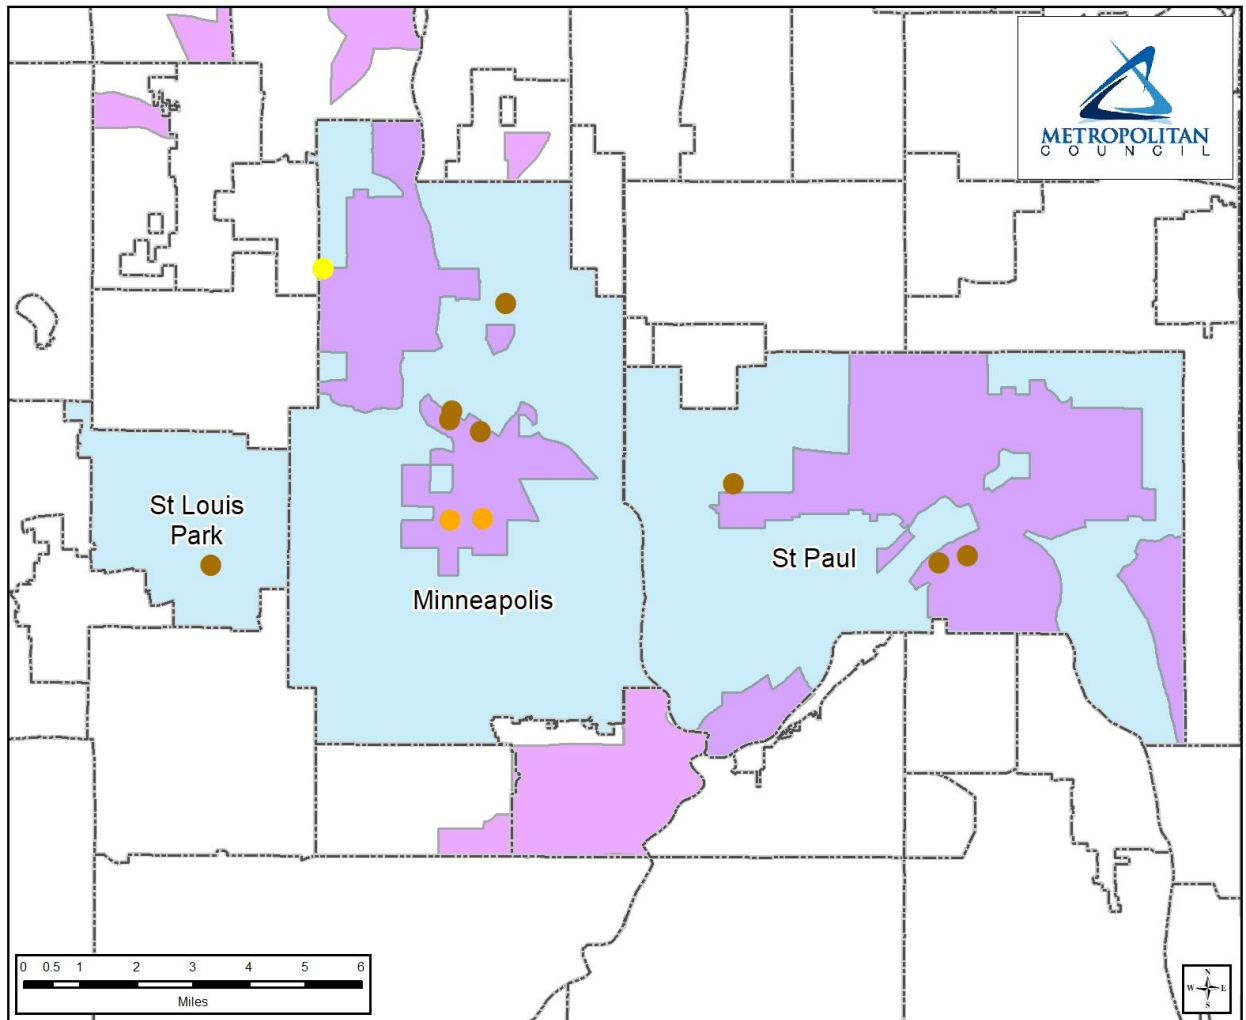 METROPOLITAN
COUNCIL
St Louis
Park
St Paul
Minneapolis
0 0.5 1 2 3 4 5 6
Miles
N
W E
S